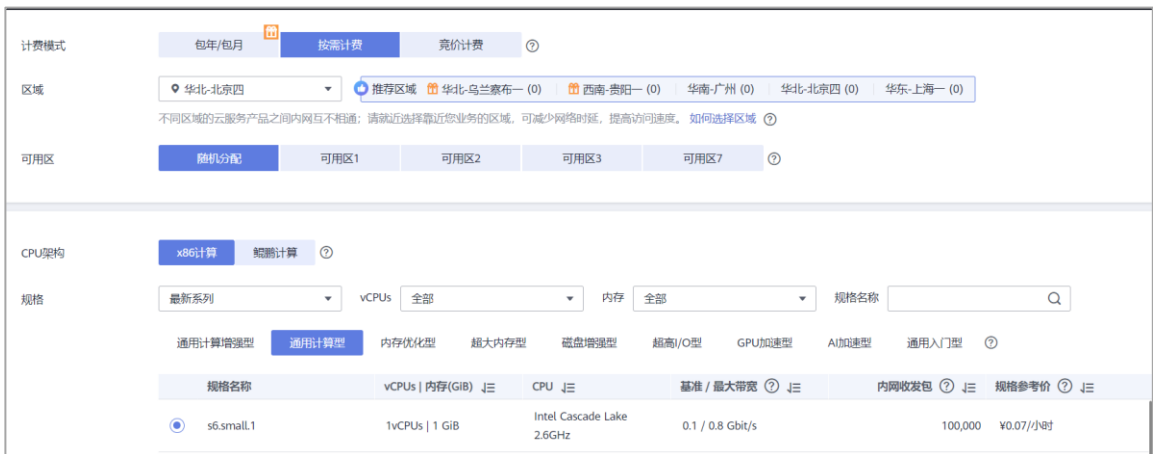 计费模式 包年/包月 按需计费 竞价计费
区域 华北-北京四 推荐区域 华北-乌兰察布一 (0) 西南-贵阳一 (0) 华南-广州 (0) 华北-北京四 (0) 华东-上海一 (0)
不同区域的云服务产品之间内网互不相通；请就近选择靠近您业务的区域，可减少网络时延，提高访问速度。 如何选择区域
可用区 随机分配 可用区1 可用区2 可用区3 可用区7
CPU架构 x86计算 鲲鹏计算
规格 最新系列 vCPUs 全部 内存 全部 规格名称
通用计算增强型 通用计算型 内存优化型 超大内存型 磁盘增强型 超高I/O型 GPU加速型 AI加速型 通用入门型
规格名称 vCPUs | 内存(GiB) CPU 基准 / 最大带宽 内网收发包 规格参考价
s6.small.1 1vCPUs | 1 GiB Intel Cascade Lake 0.1 / 0.8 Gbit/s 100,000 ¥0.07/小时
2.6GHz